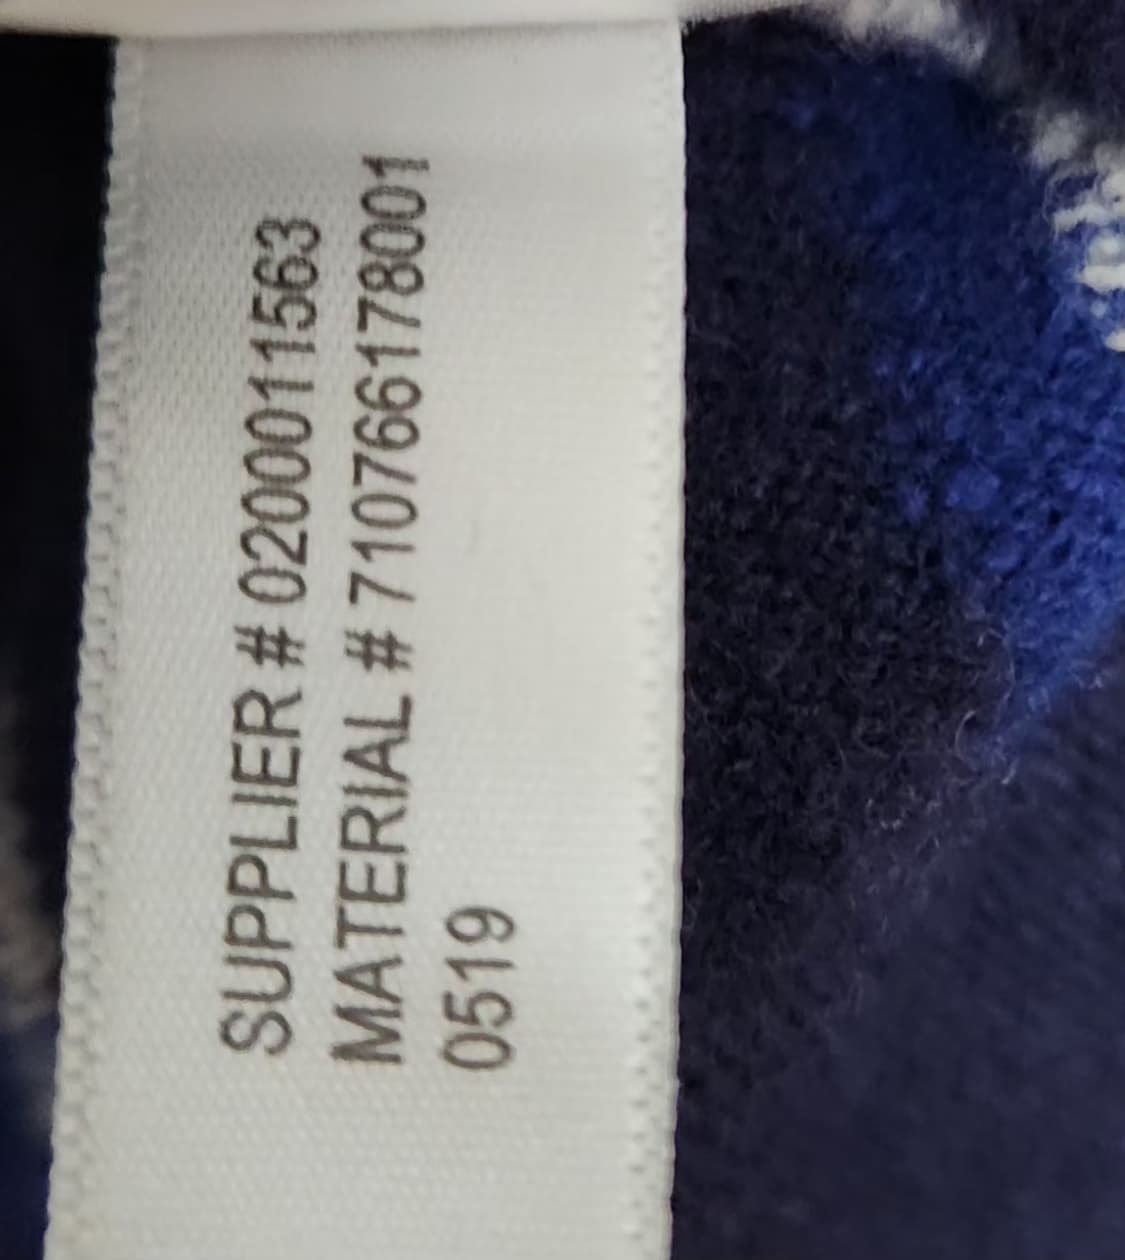 SUPPLIER # 0200011563
MATERIAL # 710766178001
0519